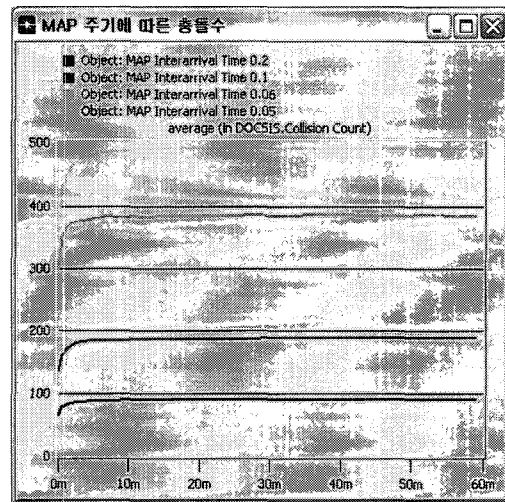 MAP 주기에 따른 충돌수
Object: MAP Interarrival Time 0.2
Object: MAP Interarrival Time 0.1
Object: MAP Interarrival Time 0.06
Object: MAP Interarrival Time 0.05
average (in DOCSIS.Collision Count)
500
400
300
200
100
0
0m 10m 20m 30m 40m 50m 60m